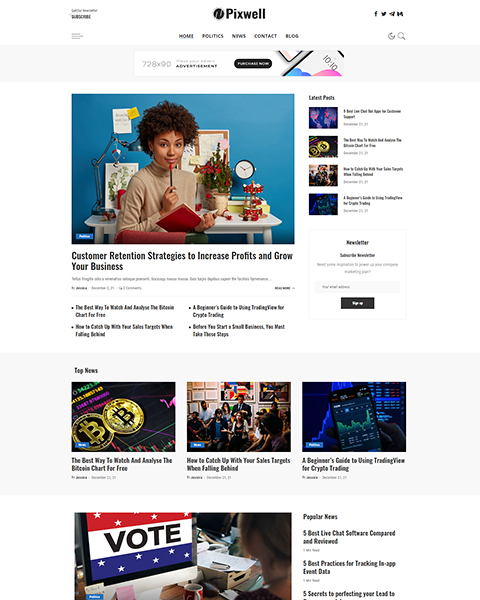 Get Our Newsletter
SUBSCRIBE
Pixwell
HOME POLITICS NEWS CONTACT BLOG
728x90
Place your users
ADVERTISEMENT
PURCHASE NOW
10:10
Politics
Customer Retention Strategies to Increase Profits and Grow
Your Business
By Jessica December 21, 21 2 Comments
READ MORE
The Best Way To Watch And Analyse The Bitcoin
Chart For Free
How to Catch Up With Your Sales Targets When
Falling Behind
A Beginner's Guide to Using TradingView for
Crypto Trading
Before You Start a Small Business, You Must
Take These Steps
Latest Posts
5 Best Live Chat Bot Apps for Customer
Support
December 21, 21
The Best Way To Watch And Analyse The
Bitcoin Chart For Free
December 21, 21
How to Catch Up With Your Sales Targets
When Falling Behind
December 21, 21
A Beginner's Guide to Using TradingView
for Crypto Trading
December 21, 21
Newsletter
Subscribe Newsletter
Need some inspiration to power up your company
marketing plan?
Your email address
Sign up
Top News
News
The Best Way To Watch And Analyse The
Bitcoin Chart For Free
By Jessica December 21, 21
News
How to Catch Up With Your Sales Targets
When Falling Behind
By Jessica December 21, 21
Politics
A Beginner's Guide to Using TradingView
for Crypto Trading
By Jessica December 21, 21
VOTE
Politics
Popular News
5 Best Live Chat Software Compared
and Reviewed
1 Min Read
5 Best Practices for Tracking In-app
Event Data
1 Min Read
5 Secrets to perfecting your Lead to